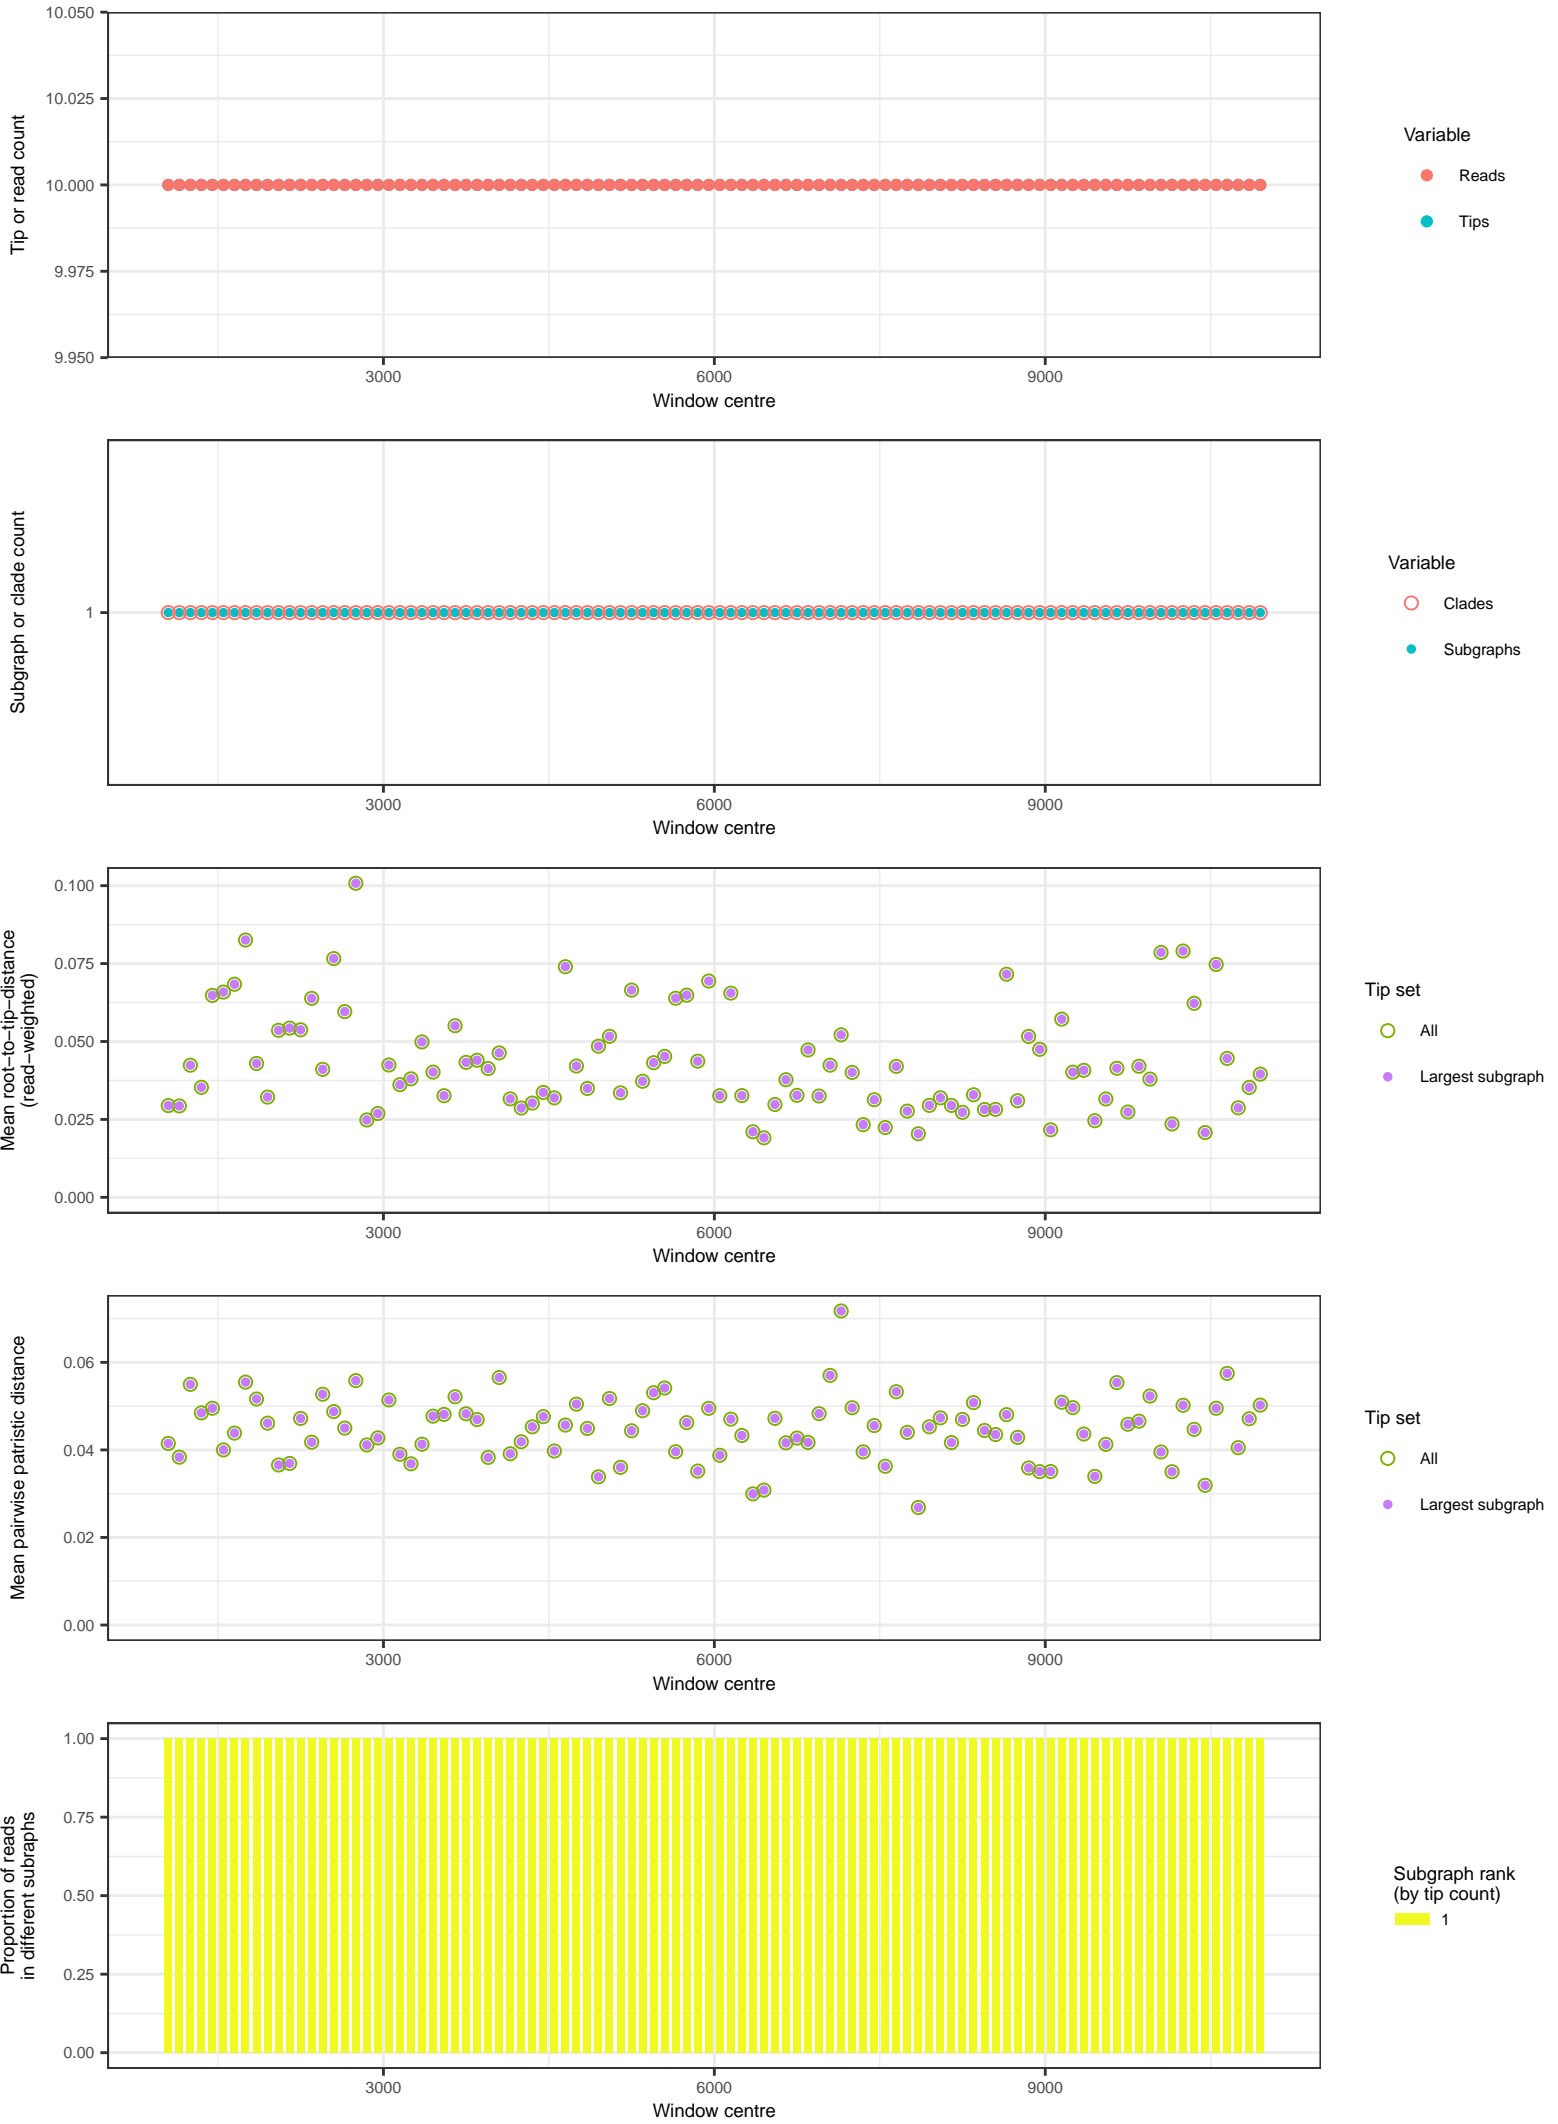 10.050
10.025
10.000
9.975
9.950
Tip or read count
3000 6000 9000
Window centre
Variable
Reads
Tips
1
Subgraph or clade count
3000 6000 9000
Window centre
Variable
Clades
Subgraphs
0.100
0.075
0.050
0.025
0.000
Mean root−to−tip−distance
(read−weighted)
3000 6000 9000
Window centre
Tip set
All
Largest subgraph
0.06
0.04
0.02
0.00
Mean pairwise patristic distance
3000 6000 9000
Window centre
Tip set
All
Largest subgraph
1.00
0.75
0.50
0.25
0.00
Proportion of reads
in different subraphs
3000 6000 9000
Window centre
Subgraph rank
(by tip count)
1